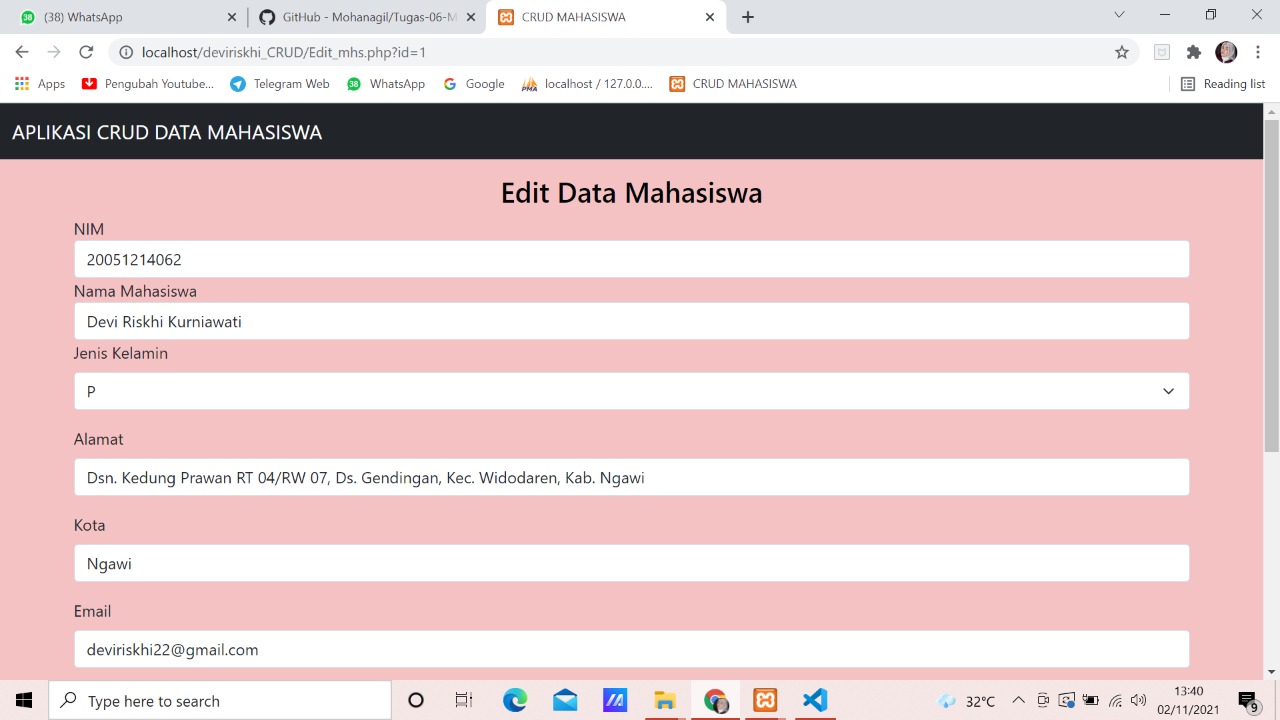 (38) WhatsApp
GitHub - Mohanagil/Tugas-06-M
CRUD MAHASISWA
localhost/deviriskhi_CRUD/Edit_mhs.php?id=1
Apps
Pengubah Youtube...
Telegram Web
38
WhatsApp
Google
PMA
localhost / 127.0.0....
CRUD MAHASISWA
Reading list
APLIKASI CRUD DATA MAHASISWA
Edit Data Mahasiswa
NIM
20051214062
Nama Mahasiswa
Devi Riskhi Kurniawati
Jenis Kelamin
P
Alamat
Dsn. Kedung Prawan RT 04/RW 07, Ds. Gendingan, Kec. Widodaren, Kab. Ngawi
Kota
Ngawi
Email
deviriskhi22@gmail.com
Type here to search
32°C
13:40
02/11/2021
9